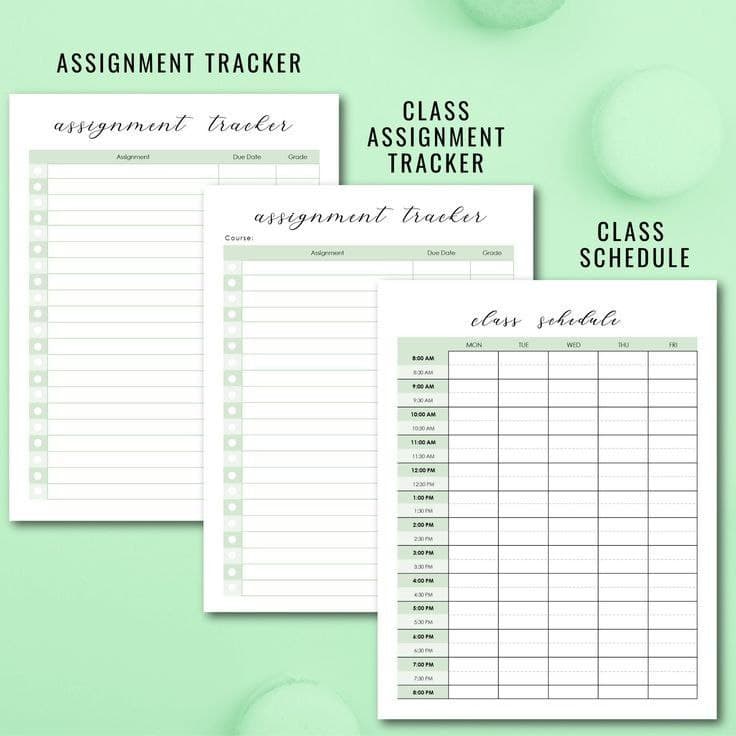 ASSIGNMENT TRACKER
assignment tracker
Assignment Due Date Grade
CLASS
ASSIGNMENT
TRACKER
assignment tracker
Course:
Assignment Due Date Grade
CLASS
SCHEDULE
class schedule
MON TUE WED THU FRI
8:00 AM
8:30 AM
9:00 AM
9:30 AM
10:00 AM
10:30 AM
11:00 AM
11:30 AM
12:00 PM
12:30 PM
1:00 PM
1:30 PM
2:00 PM
2:30 PM
3:00 PM
3:30 PM
4:00 PM
4:30 PM
5:00 PM
5:30 PM
6:00 PM
6:30 PM
7:00 PM
7:30 PM
8:00 PM